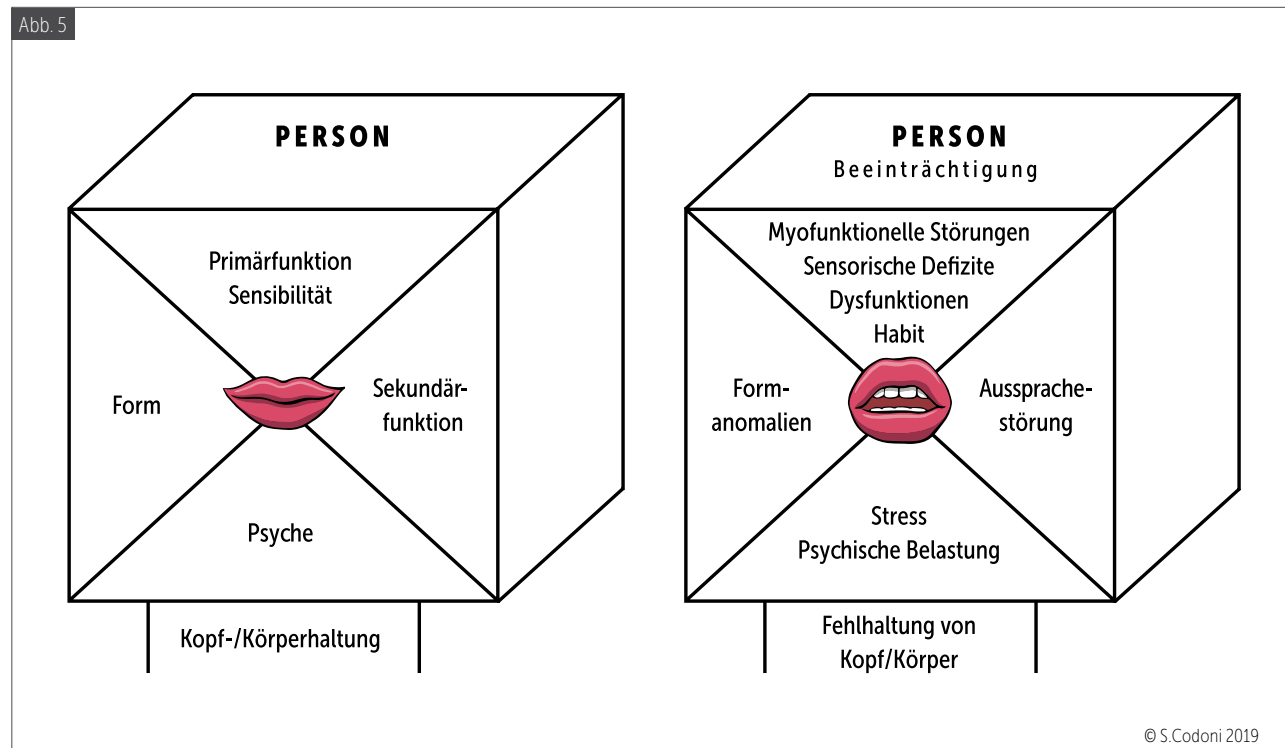 Abb. 5
PERSON
Primärfunktion
Sensibilität
Form
Sekundär-
funktion
Psyche
Kopf-/Körperhaltung
PERSON
Beeinträchtigung
Myofunktionelle Störungen
Sensorische Defizite
Dysfunktionen
Habit
Form-
anomalien
Aussprache-
störung
Stress
Psychische Belastung
Fehlhaltung von
Kopf/Körper
© S.Codoni 2019